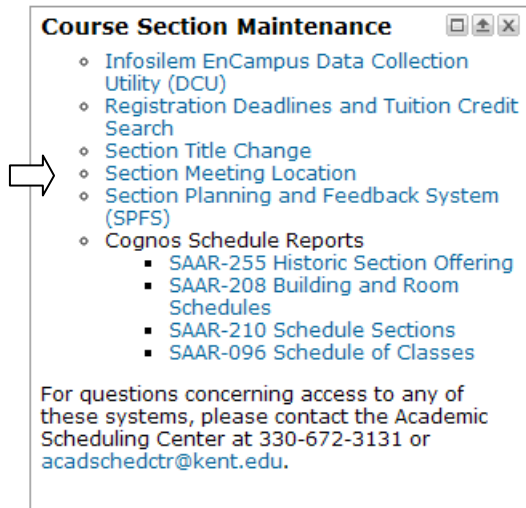 Course Section Maintenance
Infosilem EnCampus Data Collection
Utility (DCU)
Registration Deadlines and Tuition Credit
Search
Section Title Change
Section Meeting Location
Section Planning and Feedback System
(SPFS)
Cognos Schedule Reports
SAAR-255 Historic Section Offering
SAAR-208 Building and Room
Schedules
SAAR-210 Schedule Sections
SAAR-096 Schedule of Classes
For questions concerning access to any of
these systems, please contact the Academic
Scheduling Center at 330-672-3131 or
acadschedctr@kent.edu.